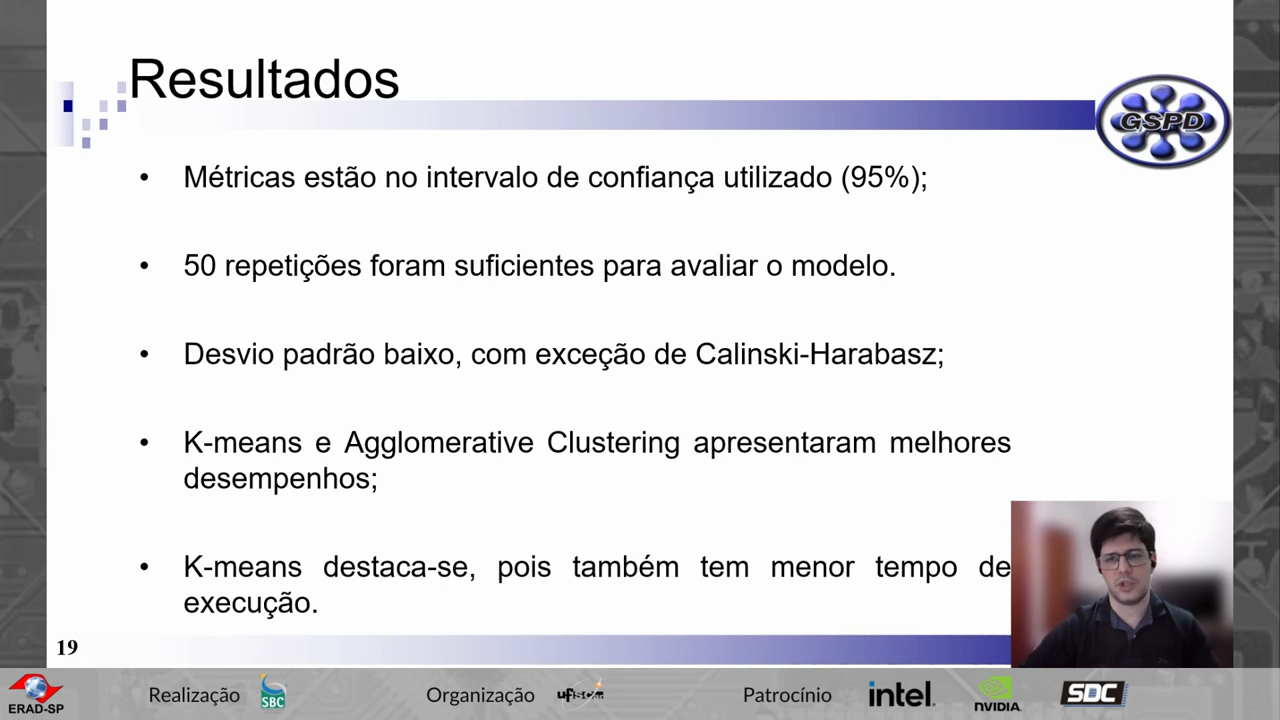 Resultados
GSPD
• Métricas estão no intervalo de confiança utilizado (95%);
• 50 repetições foram suficientes para avaliar o modelo.
• Desvio padrão baixo, com exceção de Calinski-Harabasz;
• K-means e Agglomerative Clustering apresentaram melhores
desempenhos;
• K-means destaca-se, pois também tem menor tempo de
execução.
19
ERAD-SP
Realização
SBC
Organização
ufscar
Patrocínio
intel.
NVIDIA.
SDC